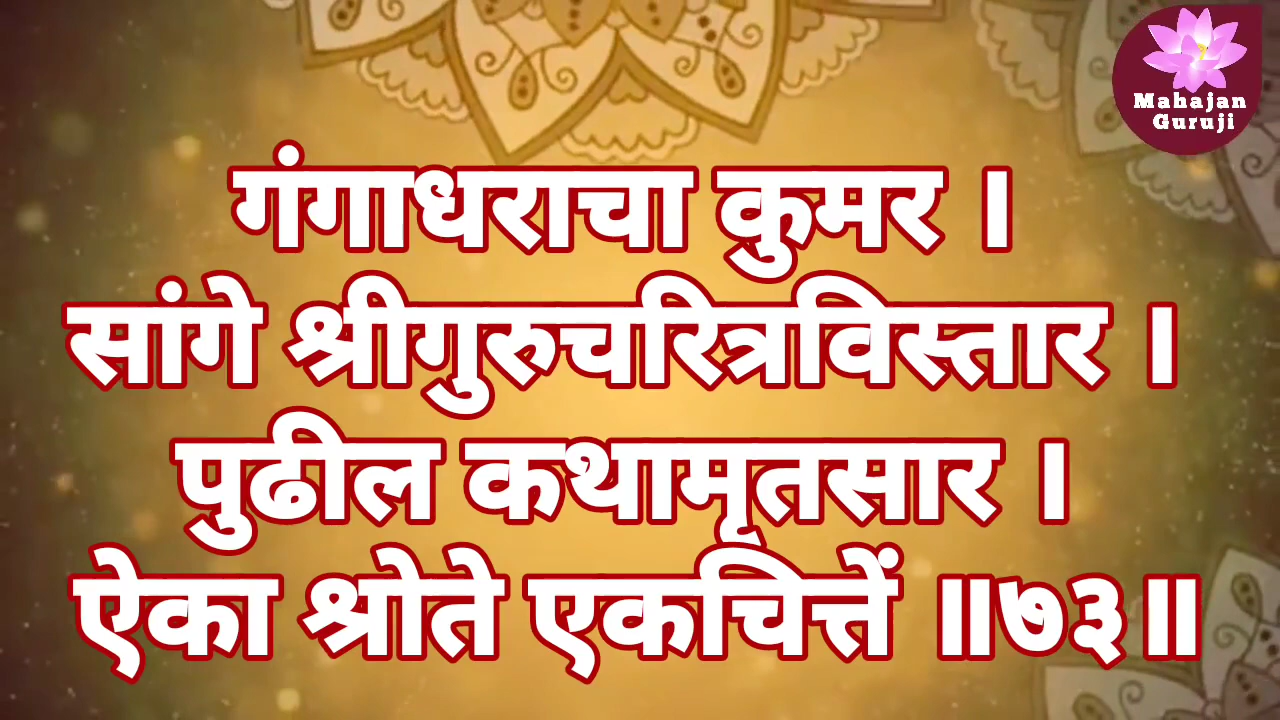 Mahajan
Guruji
गंगाधराचा कुमर ।
सांगे श्रीगुरुचरित्रविस्तार ।
पुढील कथामृतसार ।
ऐका श्रोते एकचित्तें ॥७३॥